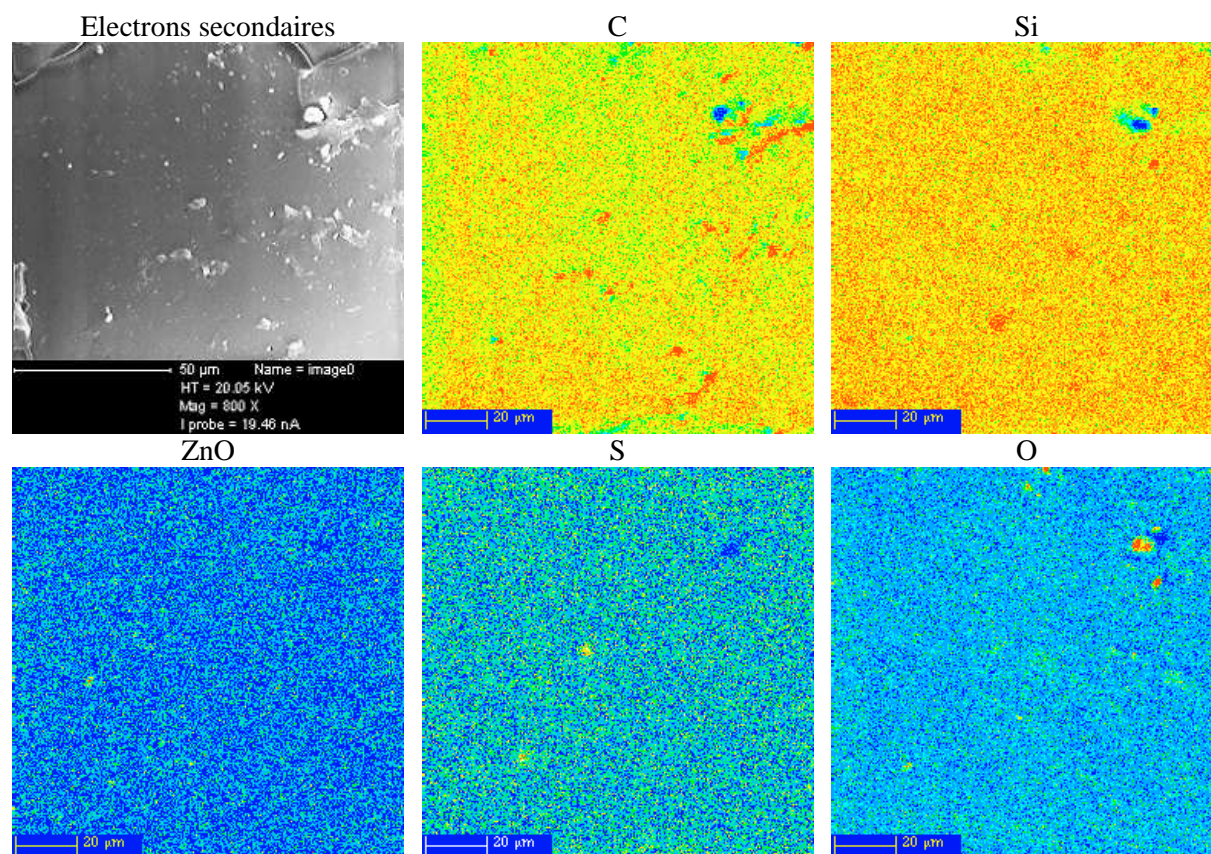 Electrons secondaires
C
Si
50 µm Name = image0
HT = 20.05 kV
Mag = 800 X
I probe = 19.46 nA
20 µm
20 µm
ZnO
S
O
20 µm
20 µm
20 µm